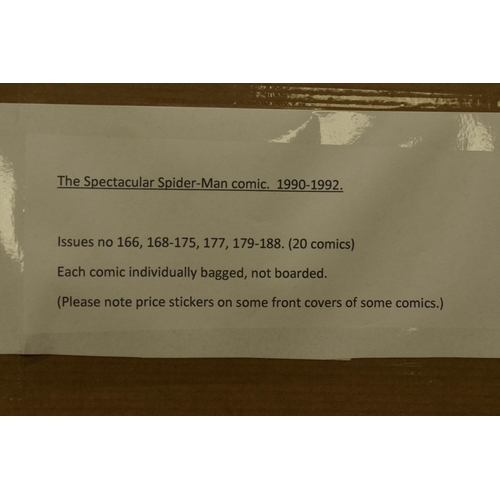 The Spectacular Spider-Man comic.  1990-1992.
Issues no 166, 168-175, 177, 179-188. (20 comics)
Each comic individually bagged, not boarded.
(Please note price stickers on some front covers of some comics.)